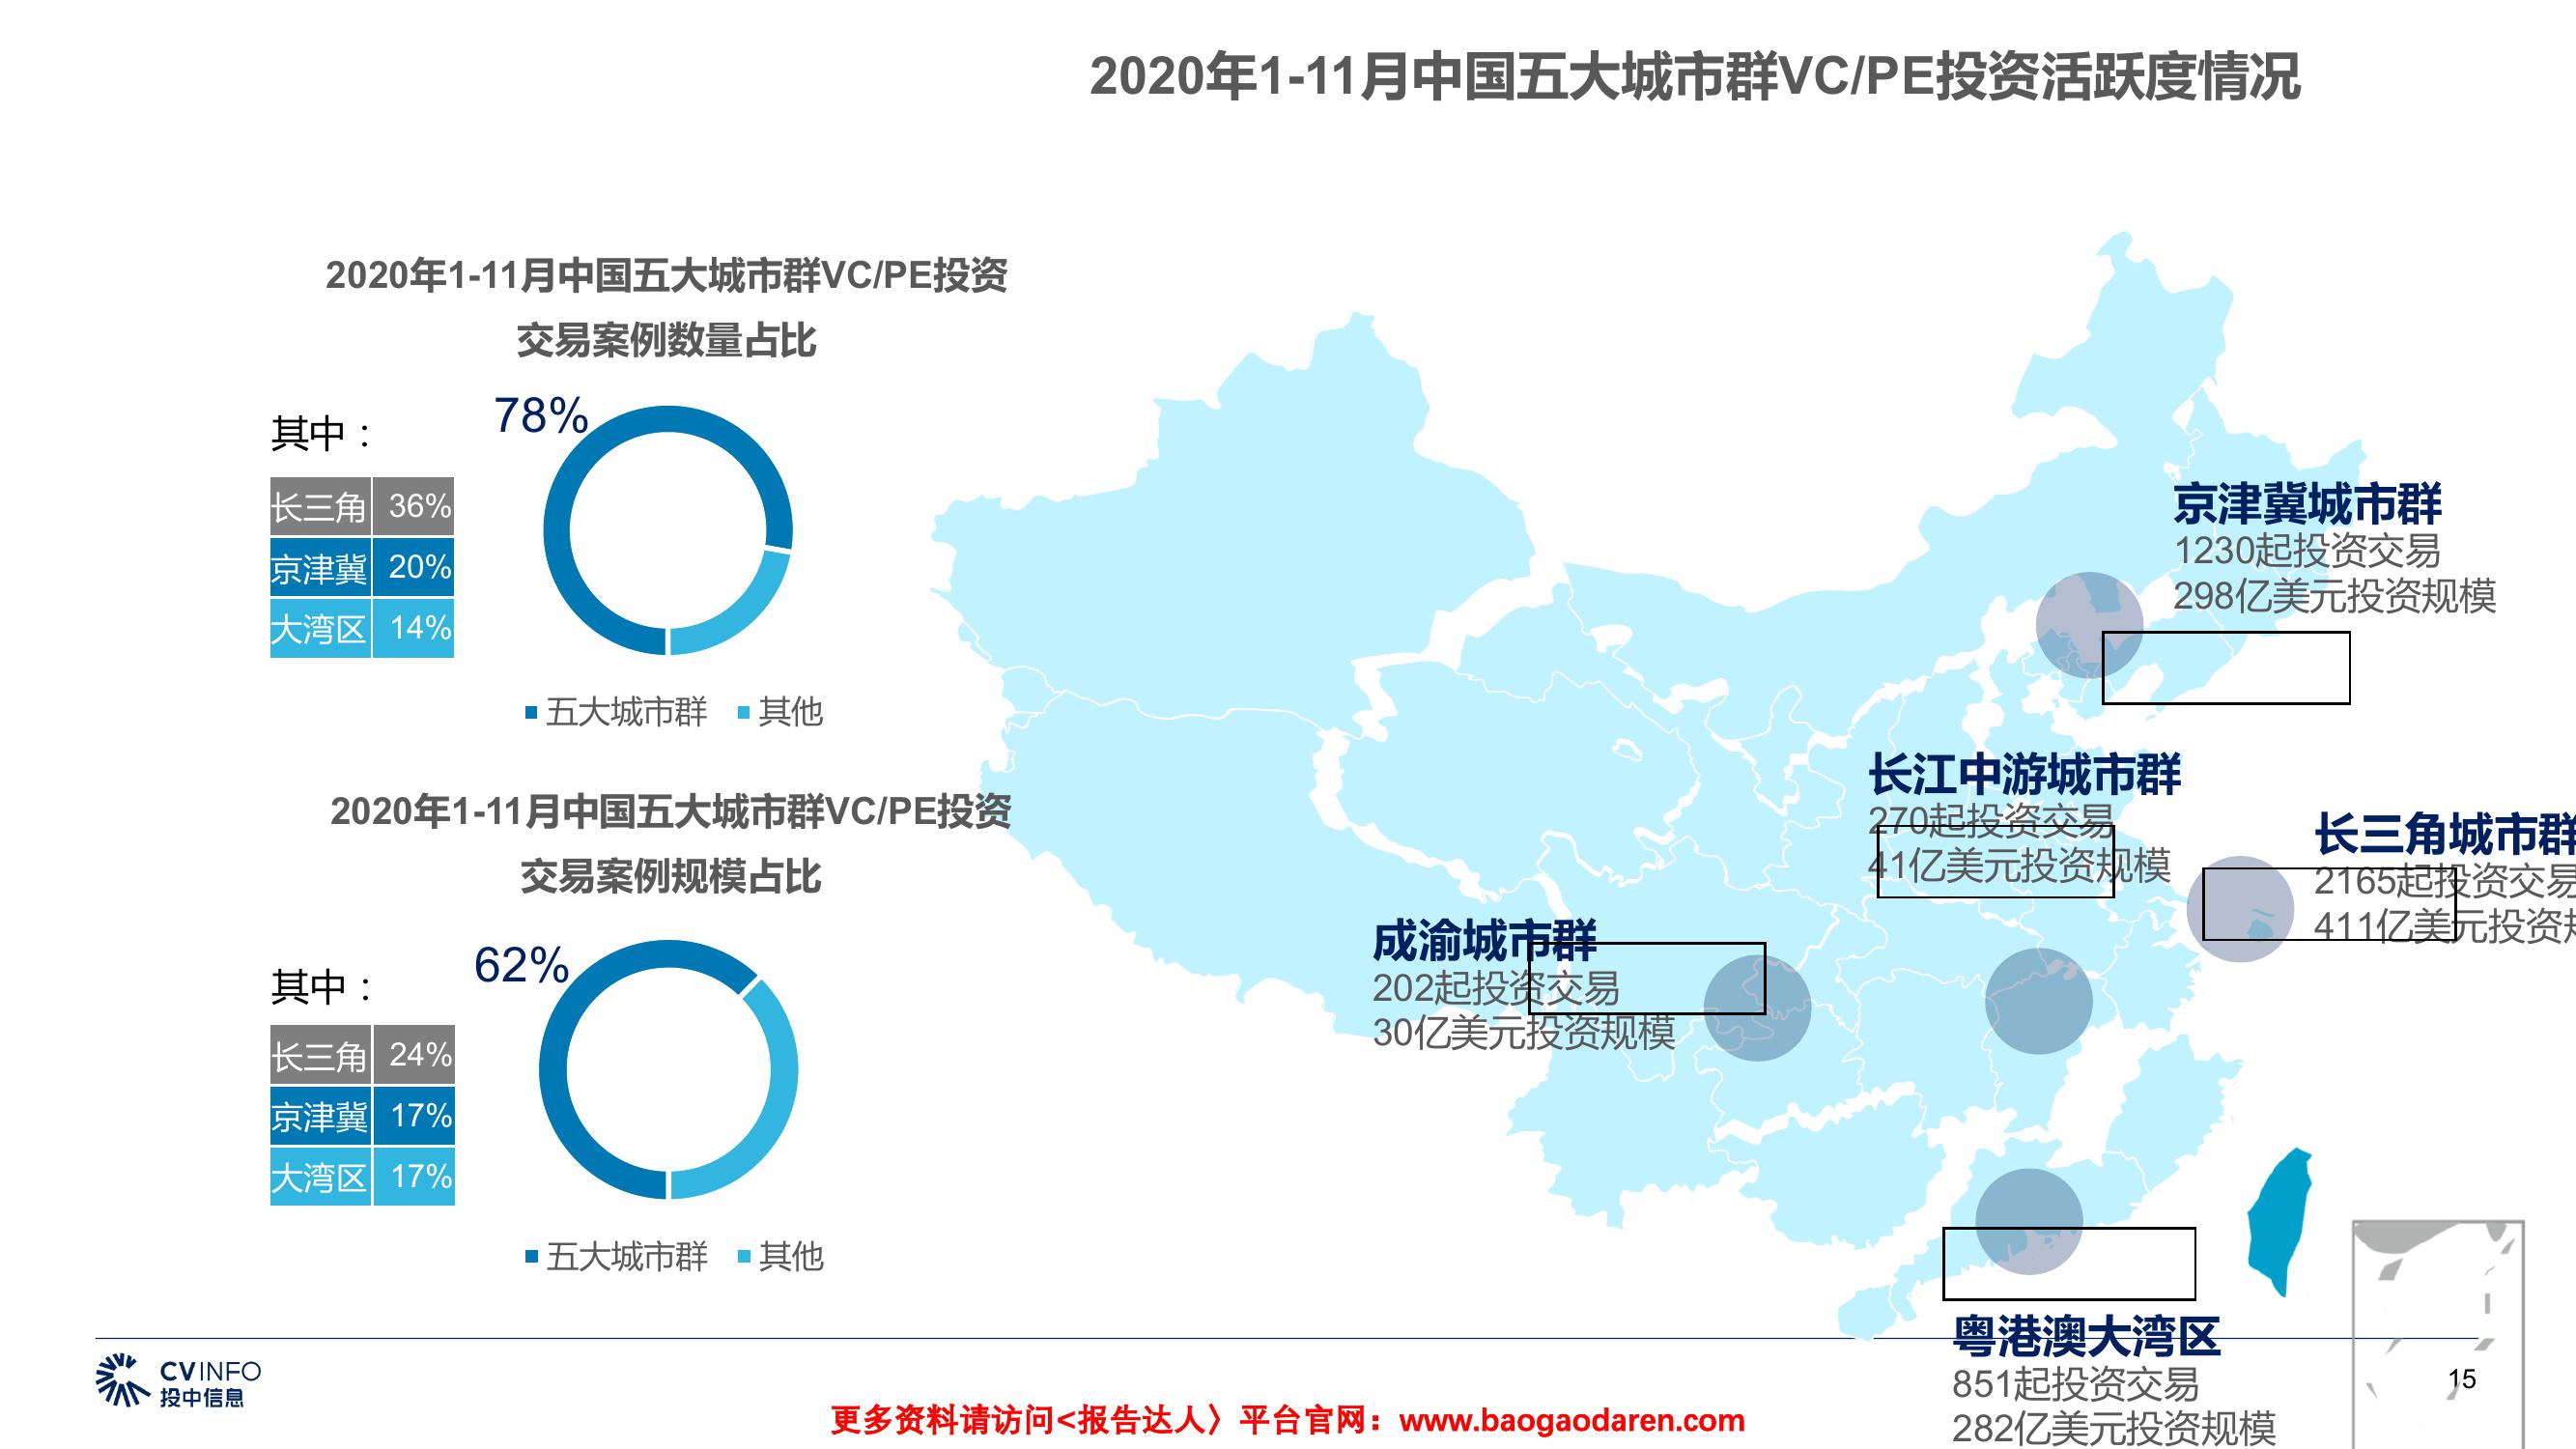 2020年1-11月中国五大城市群VC/PE投资活跃度情况
2020年1-11月中国五大城市群VC/PE投资
交易案例数量占比
78%
其中：
长三角 36%
京津冀 20%
大湾区 14%
五大城市群 其他
2020年1-11月中国五大城市群VC/PE投资
交易案例规模占比
62%
其中：
长三角 24%
京津冀 17%
大湾区 17%
五大城市群 其他
京津冀城市群
1230起投资交易
298亿美元投资规模
长江中游城市群
270起投资交易
41亿美元投资规模
长三角城市群
2165起投资交易
411亿美元投资规
成渝城市群
202起投资交易
30亿美元投资规模
粤港澳大湾区
851起投资交易
282亿美元投资规模
CVINFO
投中信息
更多资料请访问<报告达人〉平台官网：www.baogaodaren.com
15